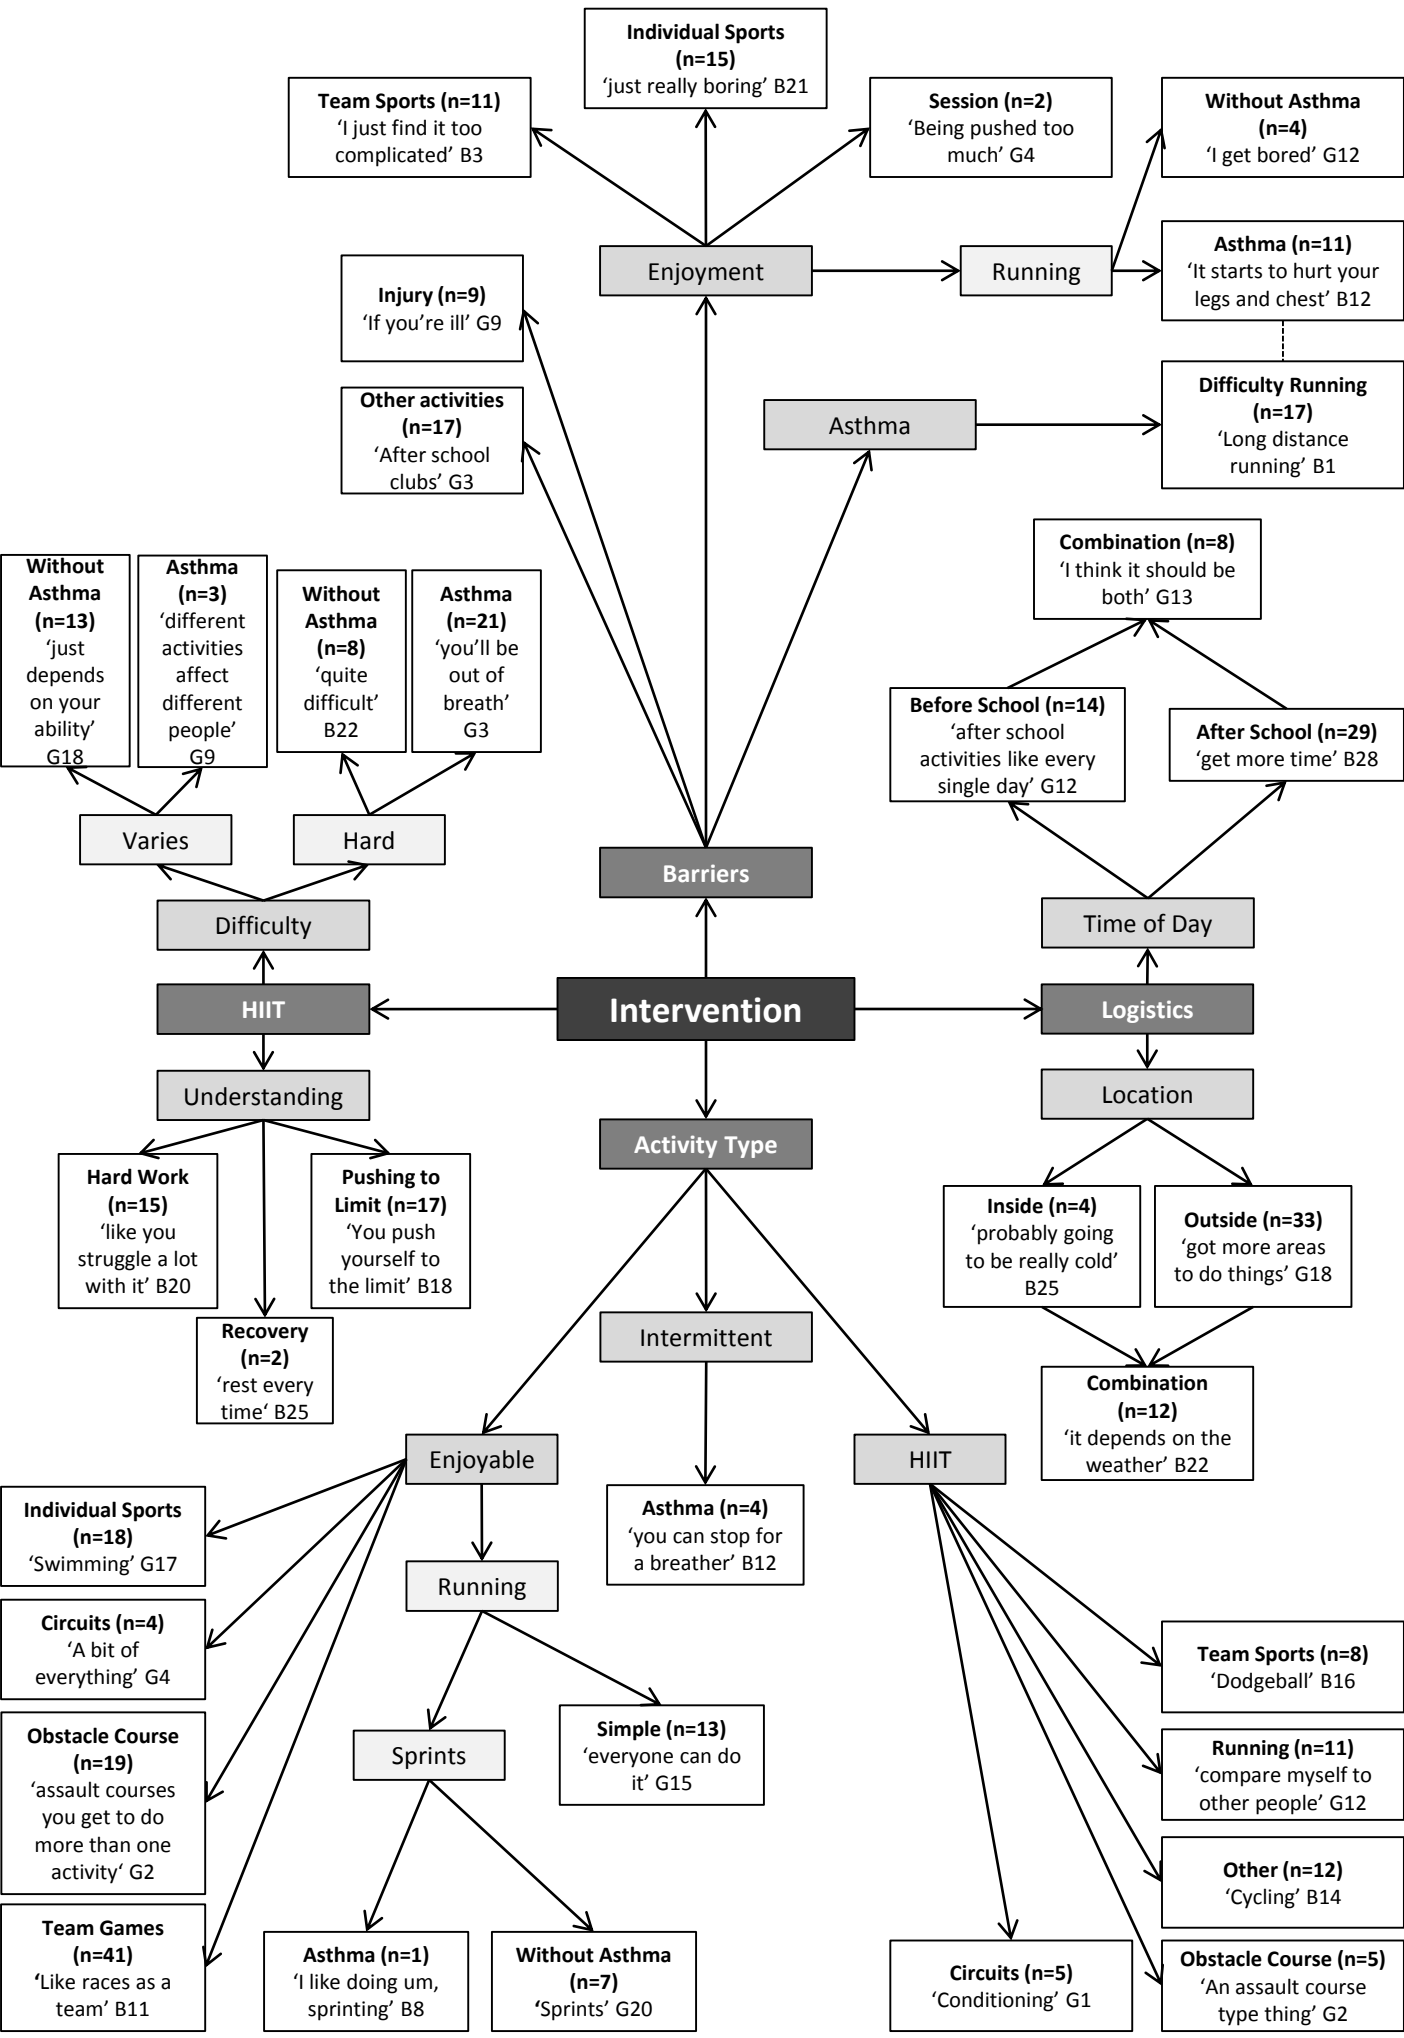 Individual Sports
(n=15)
‘just really boring’ B21
Team Sports (n=11)
‘I just find it too
complicated’ B3
Session (n=2)
‘Being pushed too
much’ G4
Without Asthma
(n=4)
‘I get bored’ G12
Enjoyment
Running
Asthma (n=11)
‘It starts to hurt your
legs and chest’ B12
Injury (n=9)
‘If you’re ill’ G9
Other activities
(n=17)
‘After school
clubs’ G3
Asthma
Difficulty Running
(n=17)
‘Long distance
running’ B1
Without
Asthma
(n=13)
‘just
depends
on your
ability’
G18
Asthma
(n=3)
‘different
activities
affect
different
people’
G9
Without
Asthma
(n=8)
‘quite
difficult’
B22
Asthma
(n=21)
‘you’ll be
out of
breath’
G3
Combination (n=8)
‘I think it should be
both’ G13
Before School (n=14)
‘after school
activities like every
single day’ G12
After School (n=29)
‘get more time’ B28
Varies
Hard
Barriers
Difficulty
Time of Day
HIIT
Intervention
Logistics
Understanding
Location
Activity Type
Hard Work
(n=15)
‘like you
struggle a lot
with it’ B20
Pushing to
Limit (n=17)
‘You push
yourself to
the limit’ B18
Recovery
(n=2)
‘rest every
time‘ B25
Inside (n=4)
‘probably going
to be really cold’
B25
Outside (n=33)
‘got more areas
to do things’ G18
Combination
(n=12)
‘it depends on the
weather’ B22
Intermittent
Enjoyable
HIIT
Asthma (n=4)
‘you can stop for
a breather’ B12
Individual Sports
(n=18)
‘Swimming’ G17
Circuits (n=4)
‘A bit of
everything’ G4
Obstacle Course
(n=19)
‘assault courses
you get to do
more than one
activity‘ G2
Team Games
(n=41)
‘Like races as a
team’ B11
Running
Sprints
Simple (n=13)
‘everyone can do
it’ G15
Asthma (n=1)
‘I like doing um,
sprinting’ B8
Without Asthma
(n=7)
‘Sprints’ G20
Team Sports (n=8)
‘Dodgeball’ B16
Running (n=11)
‘compare myself to
other people’ G12
Other (n=12)
‘Cycling’ B14
Circuits (n=5)
‘Conditioning’ G1
Obstacle Course (n=5)
‘An assault course
type thing’ G2